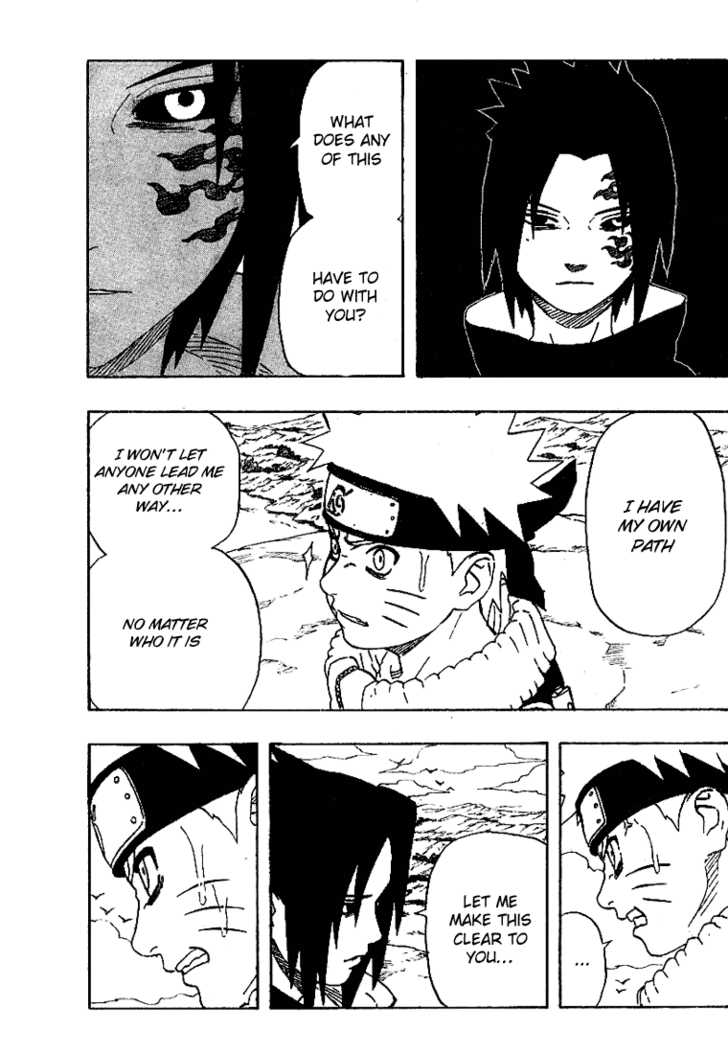 WHAT
DOES ANY
OF THIS
HAVE TO
DO WITH
YOU?
I HAVE
MY OWN
PATH
I WON'T LET
ANYONE LEAD ME
ANY OTHER
WAY...
NO MATTER
WHO IT IS
...
LET ME
MAKE THIS
CLEAR TO
YOU...